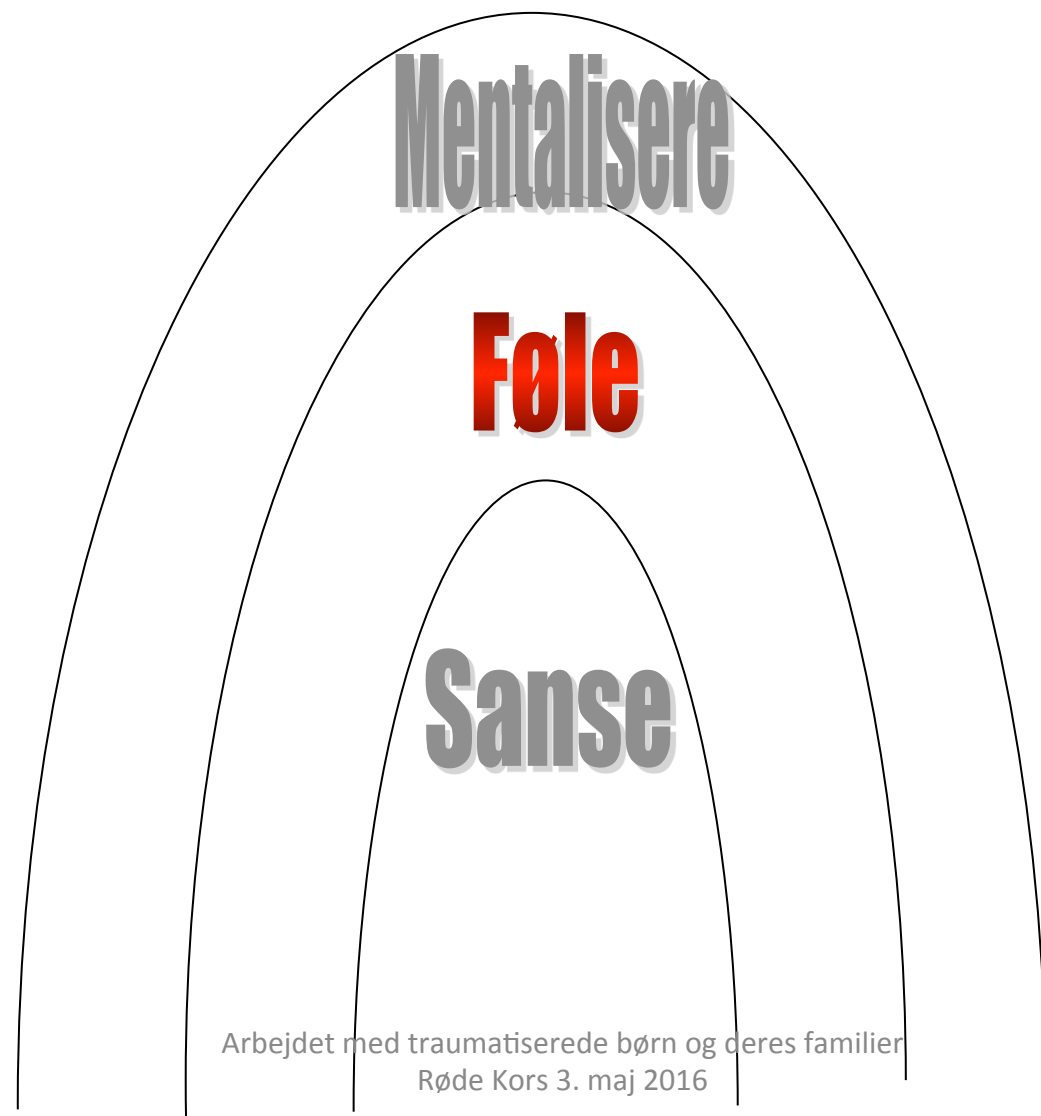 Mentalisere
Føle
Sanse
Arbejdet med traumatiserede børn og deres familier
Røde Kors 3. maj 2016